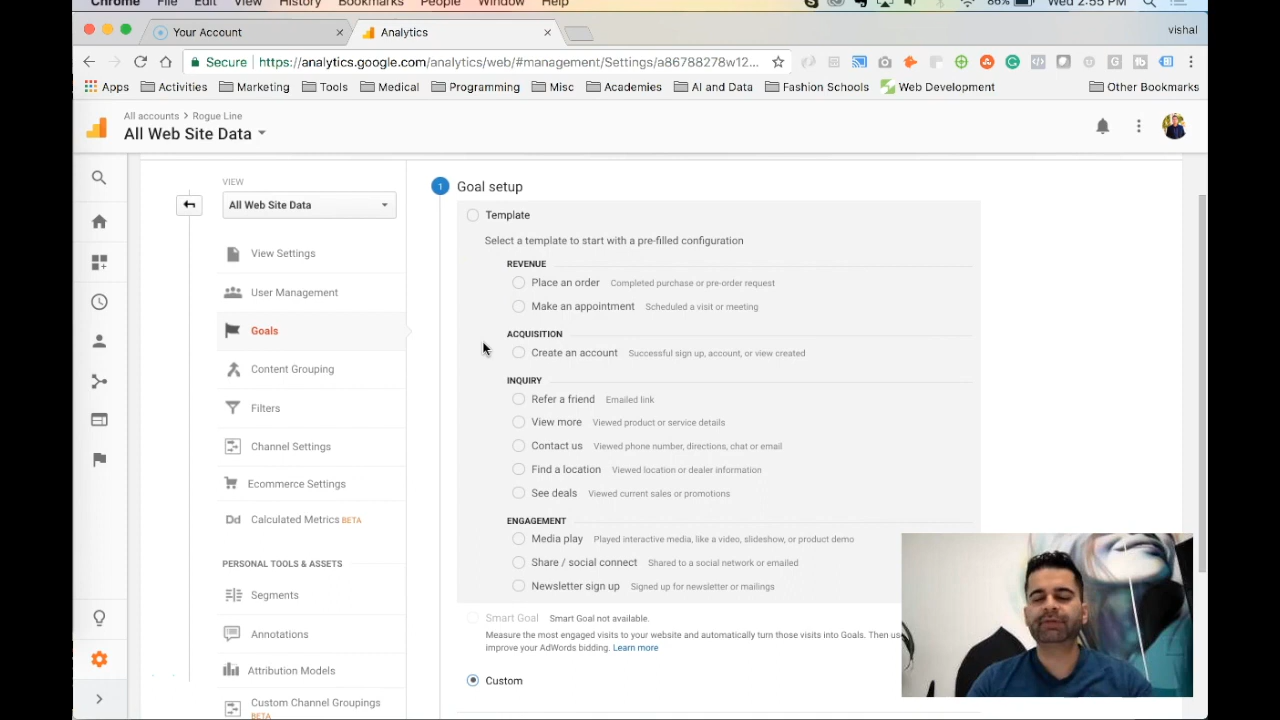 Chrome File Edit View History Bookmarks People Window Help 86% Wed 2:55 PM
Your Account Analytics vishal
Secure https://analytics.google.com/analytics/web/#management/Settings/a86788278w12...
Apps Activities Marketing Tools Medical Programming Misc Academies AI and Data Fashion Schools Web Development Other Bookmarks
All accounts > Rogue Line
All Web Site Data
VIEW
All Web Site Data
View Settings
User Management
Goals
Content Grouping
Filters
Channel Settings
Ecommerce Settings
Dd Calculated Metrics BETA
PERSONAL TOOLS & ASSETS
Segments
Annotations
Attribution Models
Custom Channel Groupings
BETA
1 Goal setup
Template
Select a template to start with a pre-filled configuration
REVENUE
Place an order Completed purchase or pre-order request
Make an appointment Scheduled a visit or meeting
ACQUISITION
Create an account Successful sign up, account, or view created
INQUIRY
Refer a friend Emailed link
View more Viewed product or service details
Contact us Viewed phone number, directions, chat or email
Find a location Viewed location or dealer information
See deals Viewed current sales or promotions
ENGAGEMENT
Media play Played interactive media, like a video, slideshow, or product demo
Share / social connect Shared to a social network or emailed
Newsletter sign up Signed up for newsletter or mailings
Smart Goal Smart Goal not available.
Measure the most engaged visits to your website and automatically turn those visits into Goals. Then us
improve your AdWords bidding. Learn more
Custom